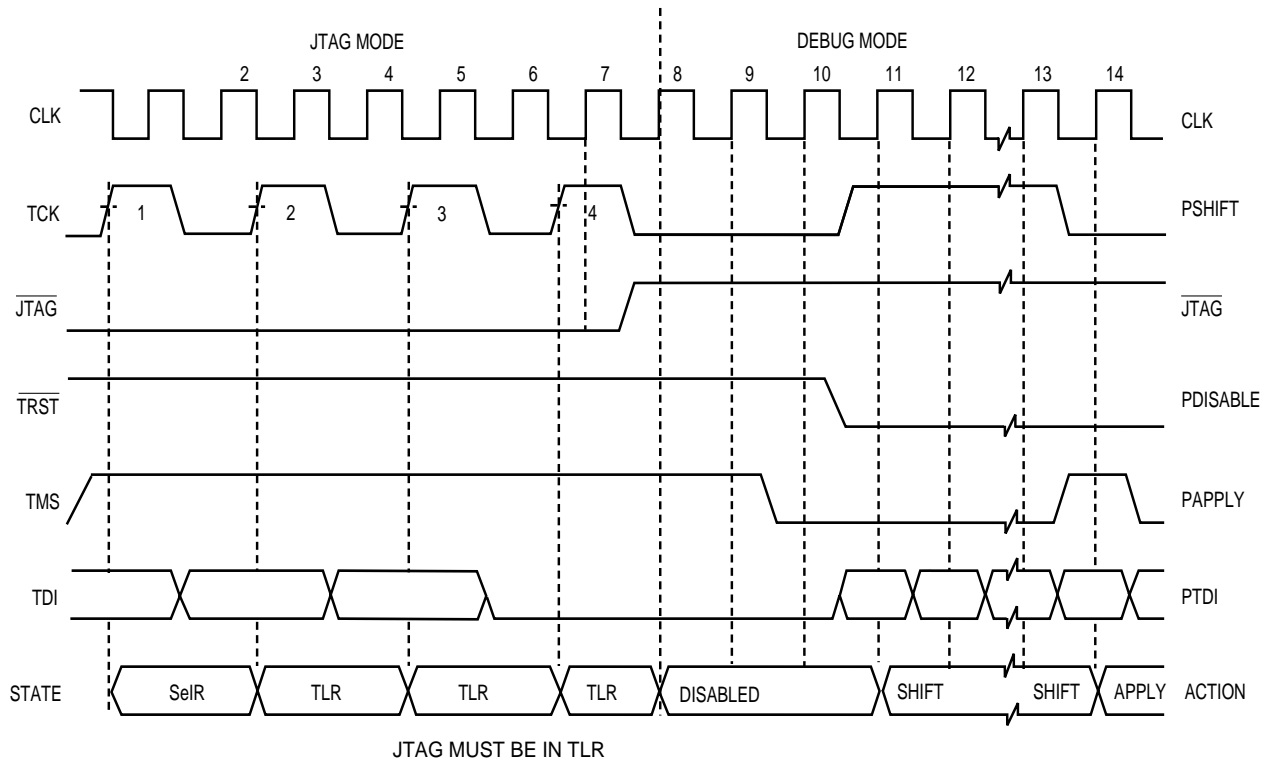 JTAG MODE DEBUG MODE
2 3 4 5 6 7 8 9 10 11 12 13 14
CLK CLK
TCK 1 2 3 4 PSHIFT
JTAG JTAG
TRST PDISABLE
TMS PAPPLY
TDI PTDI
STATE SelR TLR TLR TLR DISABLED SHIFT SHIFT APPLY ACTION
JTAG MUST BE IN TLR